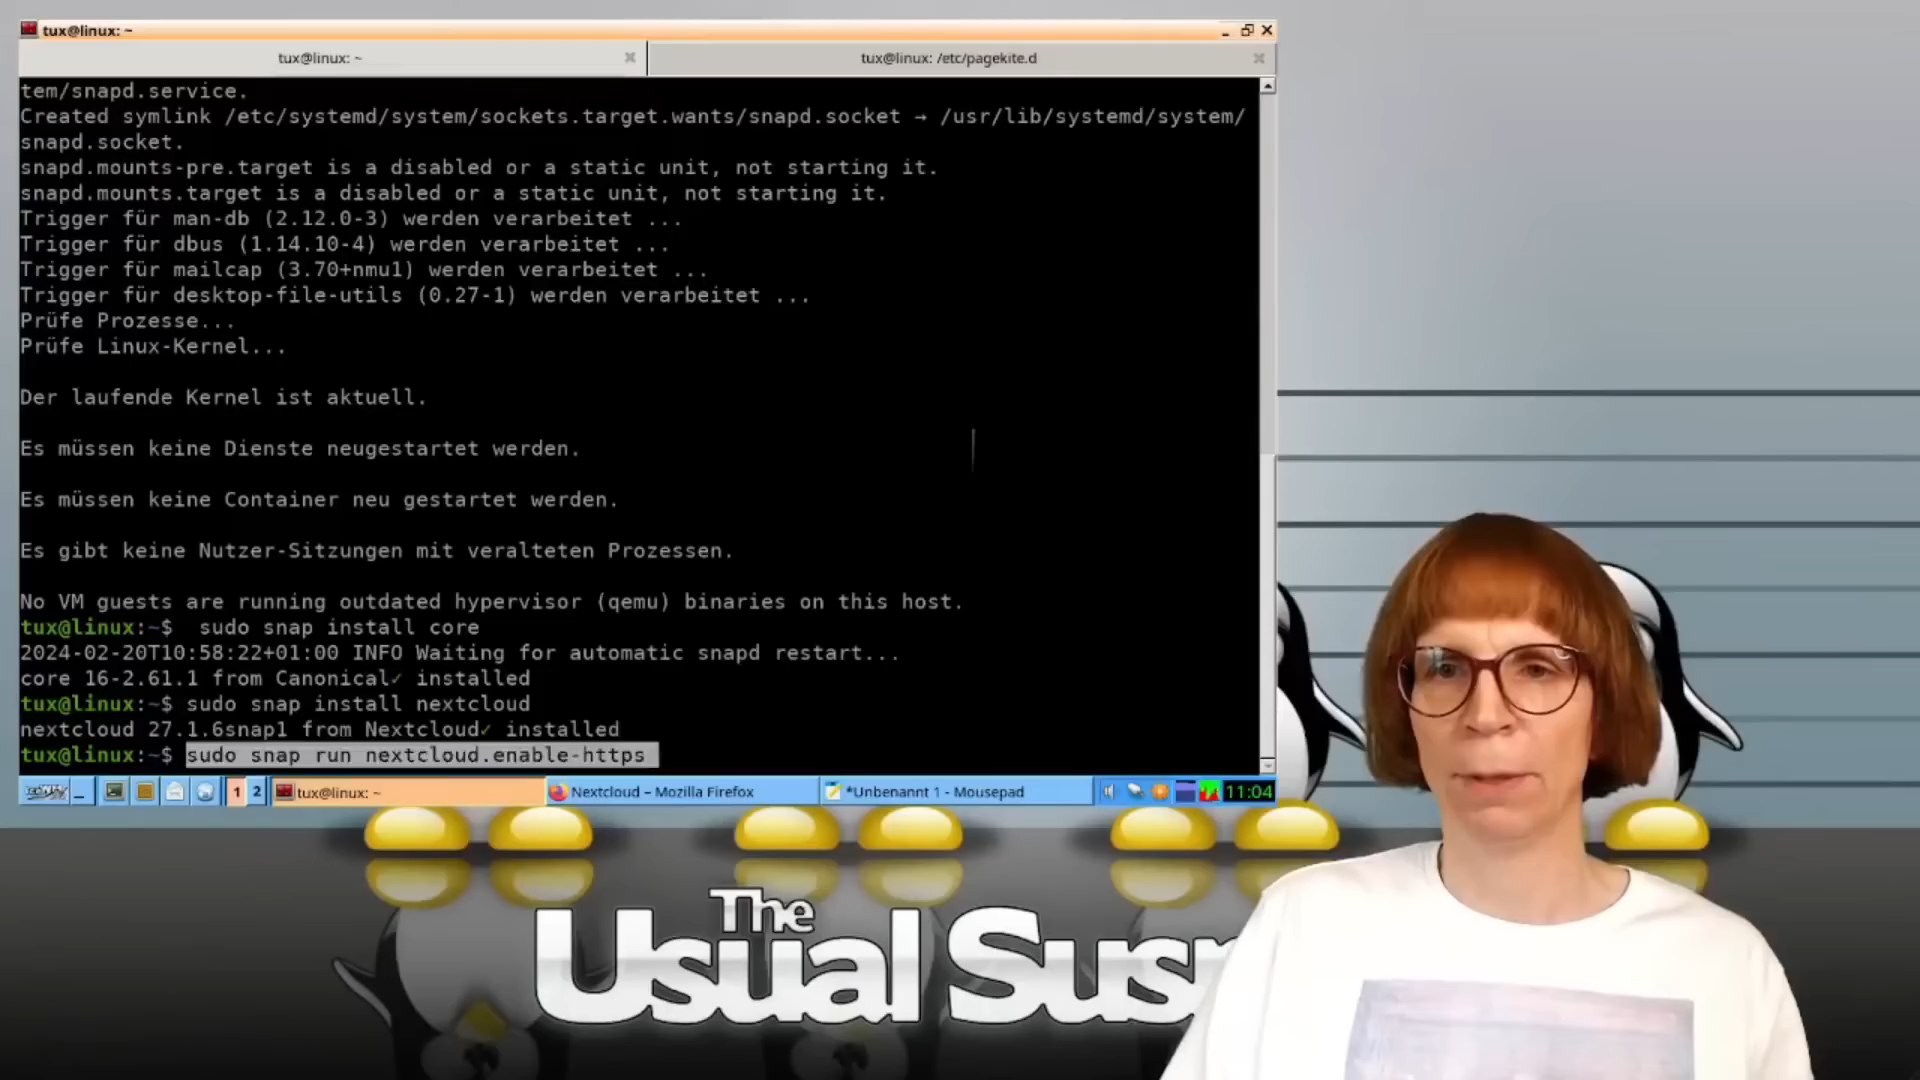 tux@linux: ~
tux@linux: ~
tux@linux: /etc/pagekite.d
tem/snapd.service.
Created symlink /etc/systemd/system/sockets.target.wants/snapd.socket → /usr/lib/systemd/system/
snapd.socket.
snapd.mounts-pre.target is a disabled or a static unit, not starting it.
snapd.mounts.target is a disabled or a static unit, not starting it.
Trigger für man-db (2.12.0-3) werden verarbeitet ...
Trigger für dbus (1.14.10-4) werden verarbeitet ...
Trigger für mailcap (3.70+nmu1) werden verarbeitet ...
Trigger für desktop-file-utils (0.27-1) werden verarbeitet ...
Prüfe Prozesse...
Prüfe Linux-Kernel...
Der laufende Kernel ist aktuell.
Es müssen keine Dienste neugestartet werden.
Es müssen keine Container neu gestartet werden.
Es gibt keine Nutzer-Sitzungen mit veralteten Prozessen.
No VM guests are running outdated hypervisor (qemu) binaries on this host.
tux@linux:~$  sudo snap install core
2024-02-20T10:58:22+01:00 INFO Waiting for automatic snapd restart...
core 16-2.61.1 from Canonical✓ installed
tux@linux:~$ sudo snap install nextcloud
nextcloud 27.1.6snap1 from Nextcloud✓ installed
tux@linux:~$ sudo snap run nextcloud.enable-https
1 2 tux@linux: ~ Nextcloud – Mozilla Firefox *Unbenannt 1 - Mousepad 11:04
The
Usual Susp